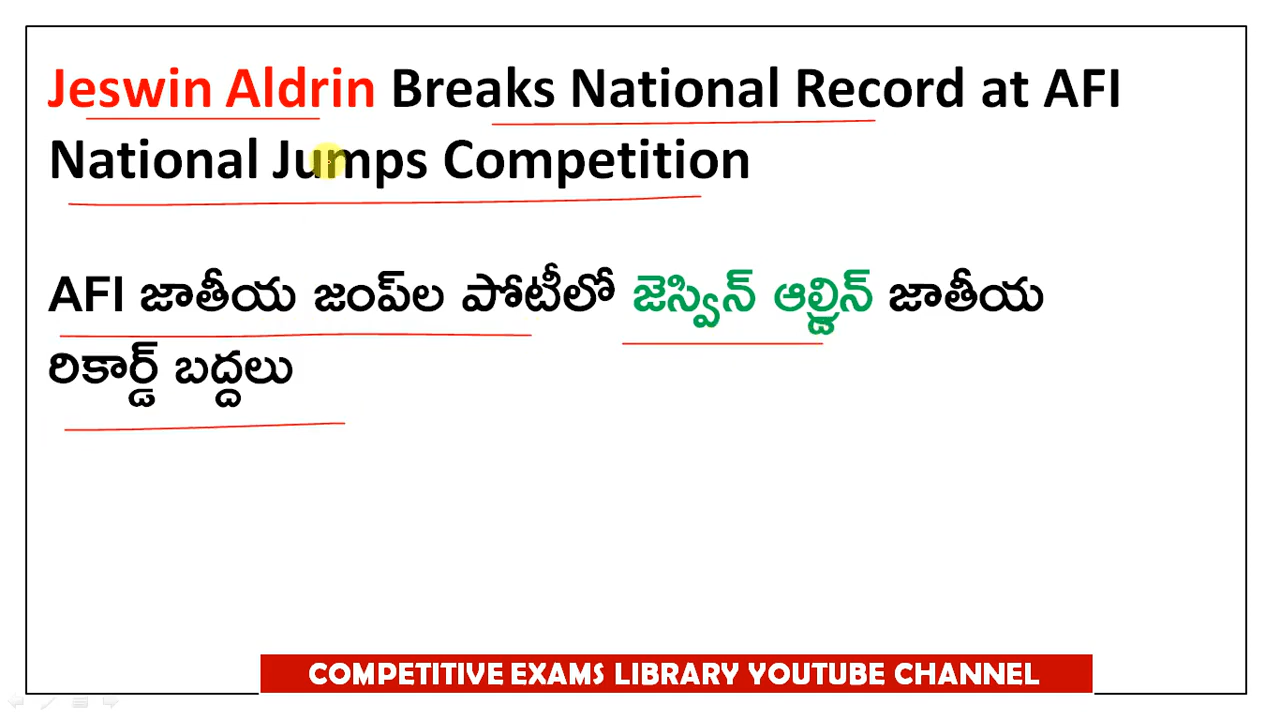 Jeswin Aldrin Breaks National Record at AFI
National Jumps Competition
AFI జాతీయ జంప్‌ల పోటీలో జెస్విన్ ఆల్డ్రిన్ జాతీయ
రికార్డ్ బద్దలు
COMPETITIVE EXAMS LIBRARY YOUTUBE CHANNEL